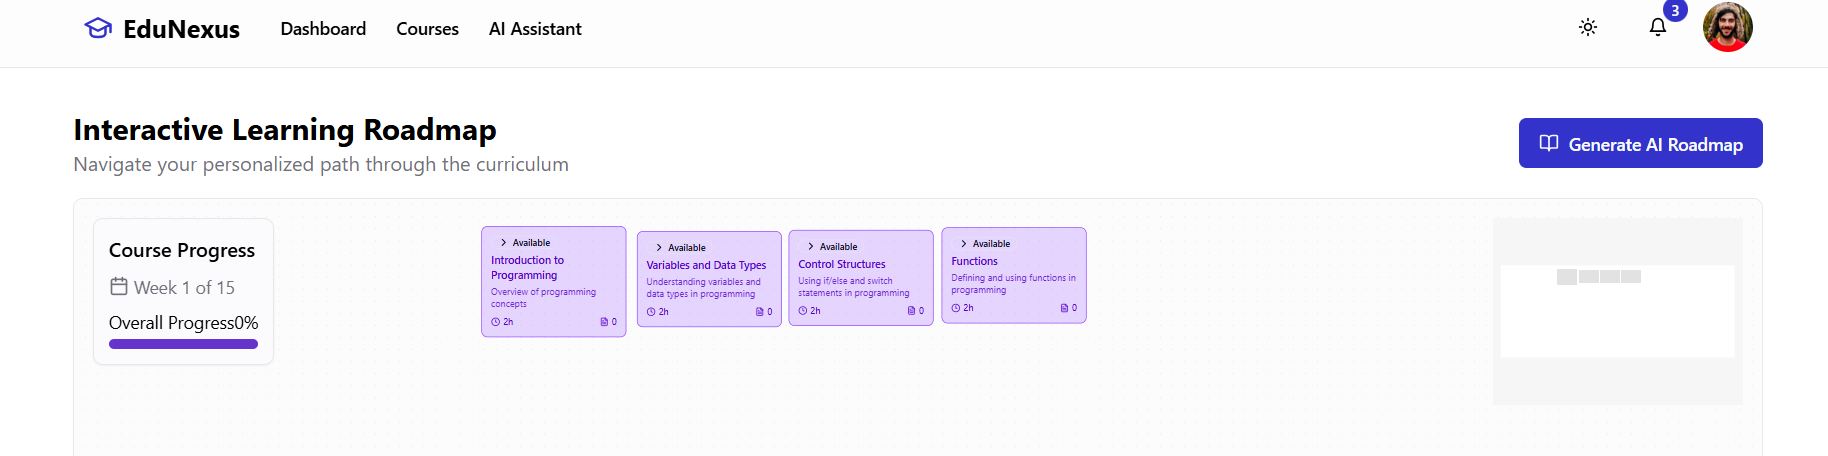 EduNexus Dashboard Courses AI Assistant 3
Interactive Learning Roadmap
Navigate your personalized path through the curriculum
Generate AI Roadmap
Course Progress
Week 1 of 15
Overall Progress0%
Available
Introduction to
Programming
Overview of programming
concepts
2h 0
Available
Variables and Data Types
Understanding variables and
data types in programming
2h 0
Available
Control Structures
Using if/else and switch
statements in programming
2h 0
Available
Functions
Defining and using functions in
programming
2h 0